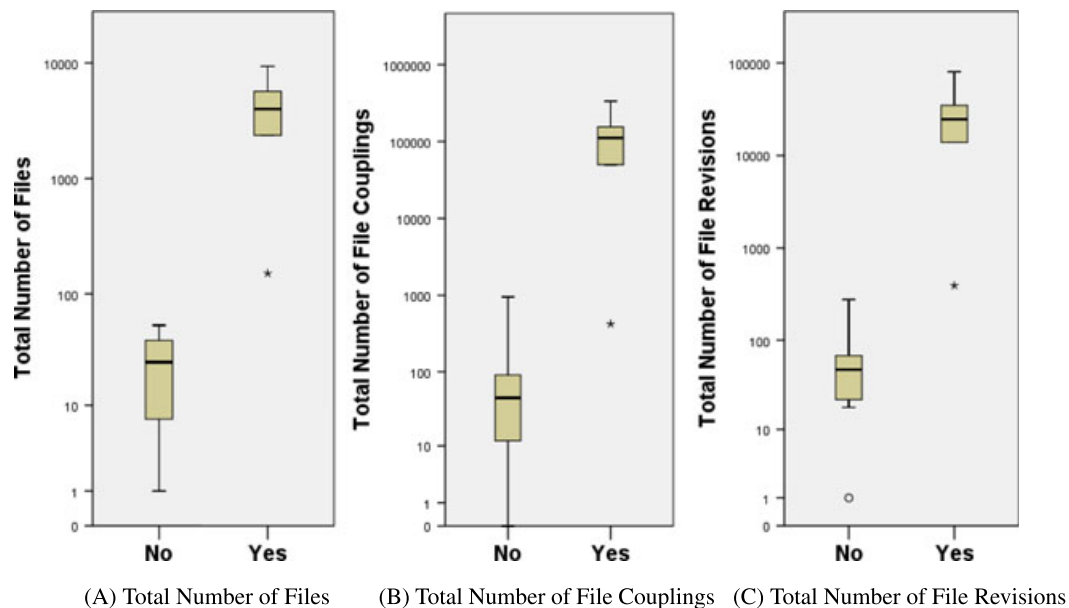 Total Number of Files
10000
1000
100
10
1
0
No Yes
(A) Total Number of Files
Total Number of File Couplings
1000000
100000
10000
1000
100
10
1
0
No Yes
(B) Total Number of File Couplings
Total Number of File Revisions
100000
10000
1000
100
10
1
0
No Yes
(C) Total Number of File Revisions